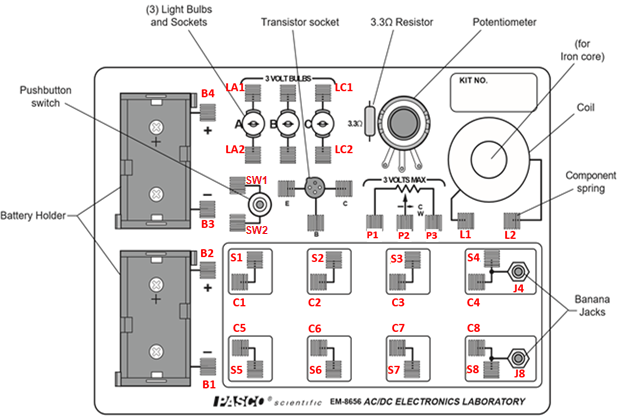 (3) Light Bulbs
and Sockets
Transistor socket
3.3Ω Resistor
Potentiometer
(for
Iron core)
Pushbutton
switch
B4
LA1
3 VOLT BULBS
LC1
KIT NO.
Coil
+
A
B
C
3.3Ω
+
LA2
LC2
Component
spring
SW1
E
C
3 VOLTS MAX
C
W
Battery Holder
–
B3
SW2
B
P1
P2
P3
L1
L2
B2
S1
S2
S3
S4
+
+
C1
C2
C3
C4
J4
Banana
Jacks
C5
C6
C7
C8
–
B1
S5
S6
S7
S8
J8
PASCO® scientific EM-8656 AC/DC ELECTRONICS LABORATORY